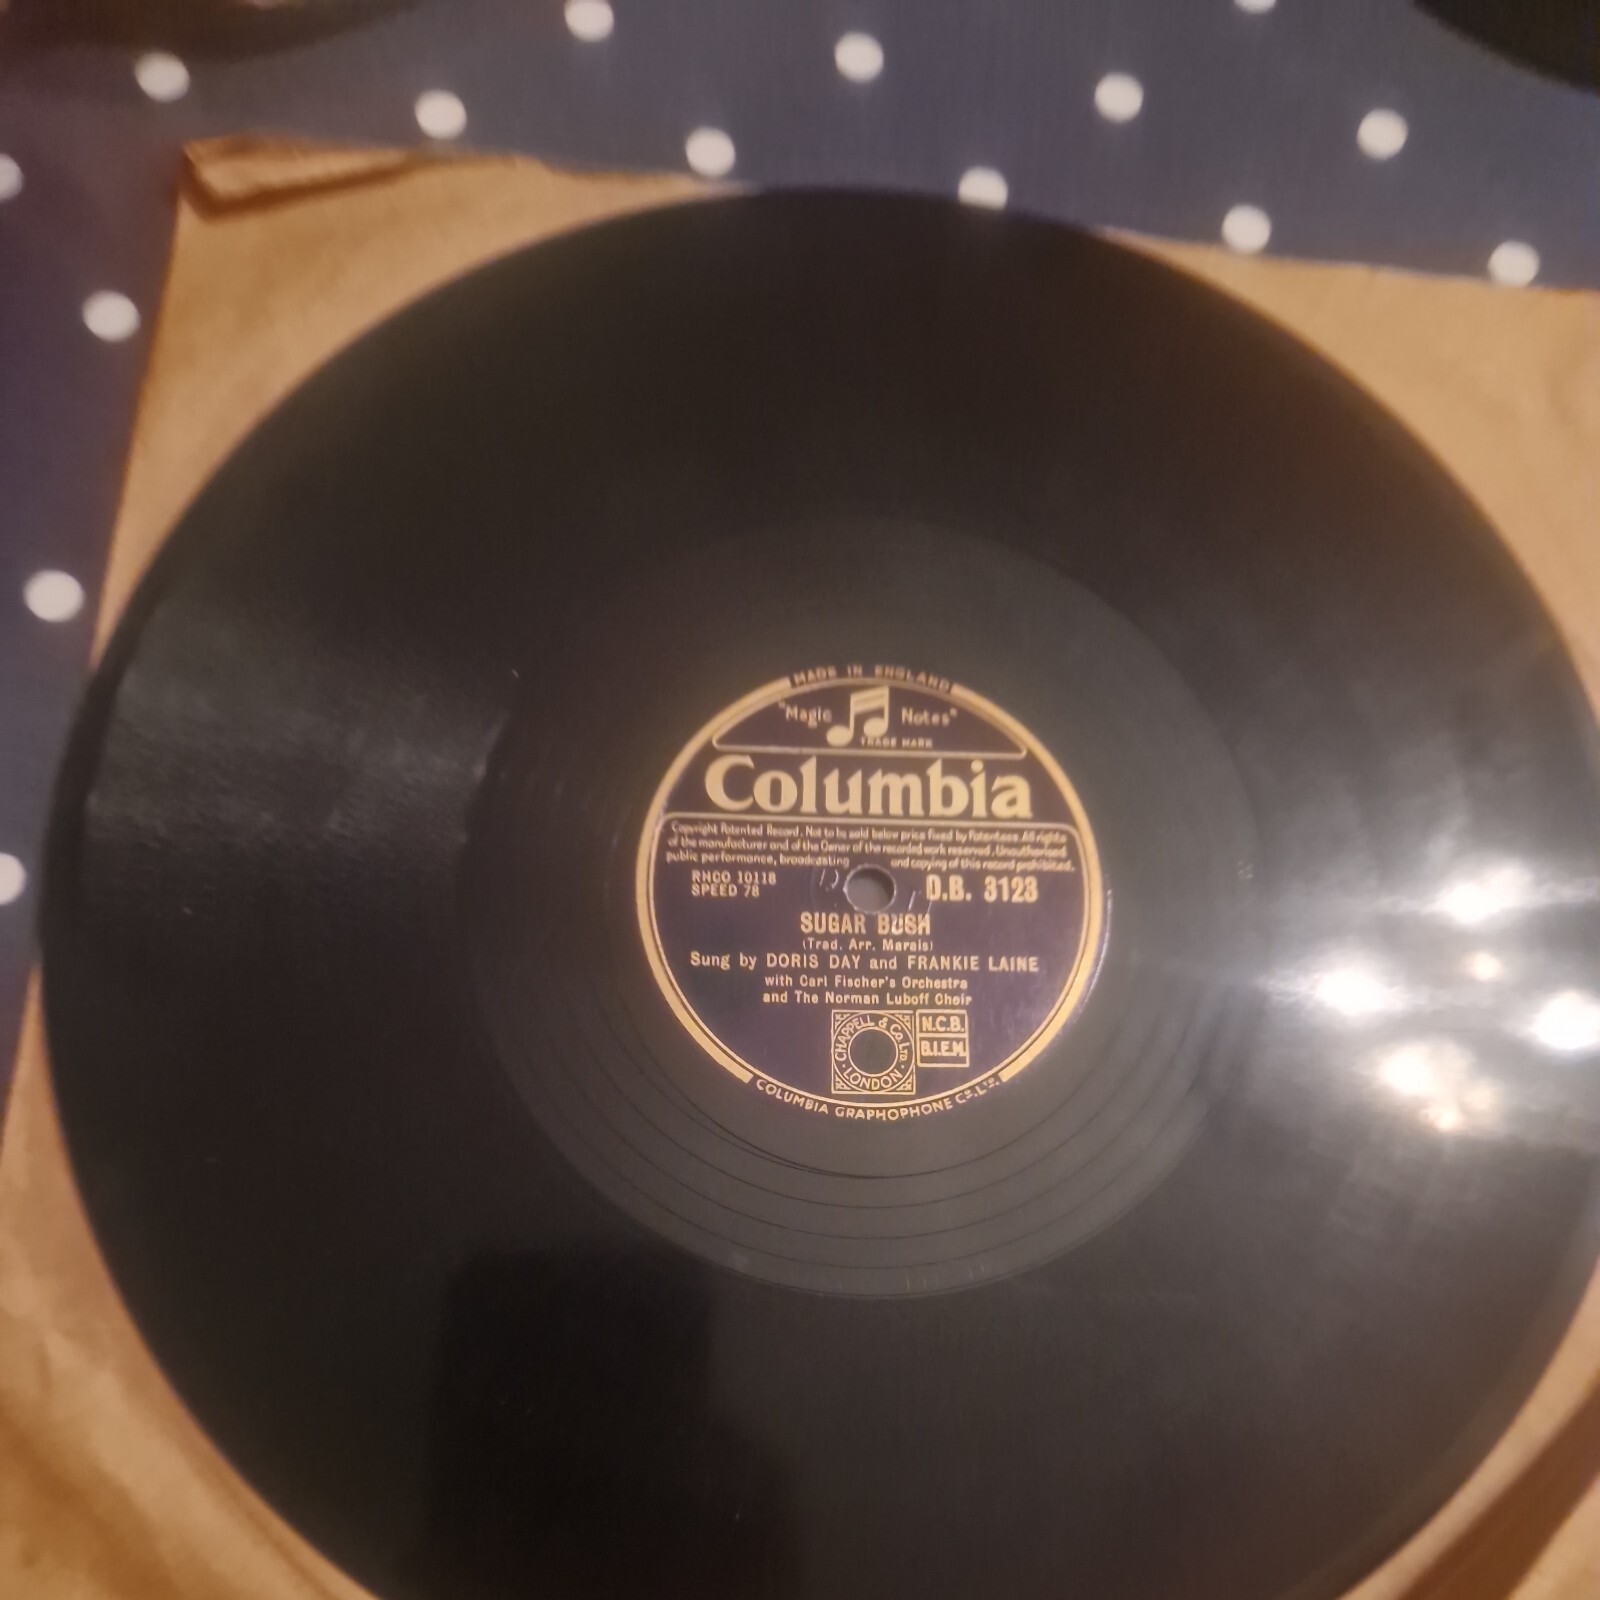 MADE IN ENGLAND
"Magic Notes"
TRADE MARK
Columbia
Copyright Patented Record. Not to be sold below price fixed by Patentees. All rights
of the manufacturer and of the Owner of the recorded work reserved. Unauthorised
public performance, broadcasting and copying of this record prohibited.
RHCO 10118
SPEED 78
D.B. 3123
SUGAR BUSH
(Trad. Arr. Marais)
Sung by DORIS DAY and FRANKIE LAINE
with Carl Fischer's Orchestra
and The Norman Luboff Choir
CHAPPELL & Co. LTD.
LONDON
N.C.B.
B.I.E.M.
COLUMBIA GRAPHOPHONE Co. LTD.